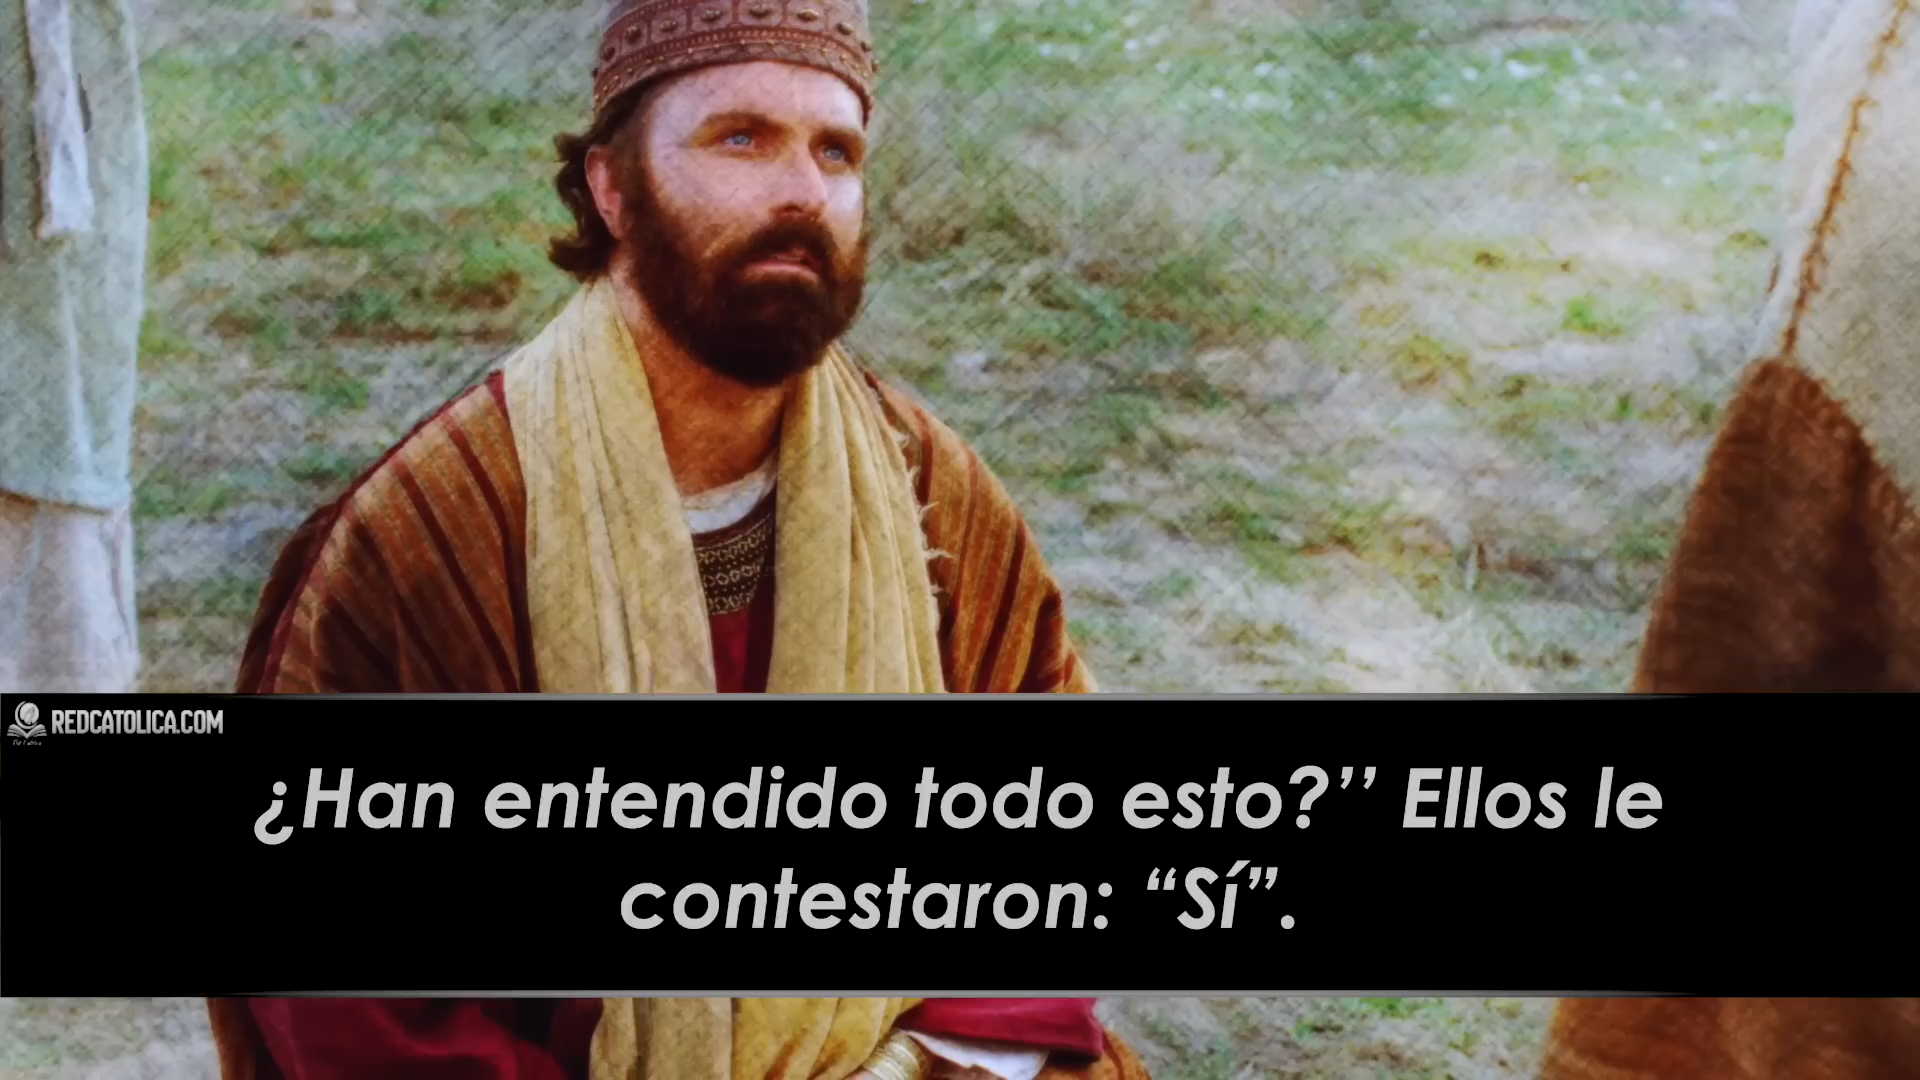 REDCATOLICA.COM
¿Han entendido todo esto?’’ Ellos le
contestaron: “Sí”.